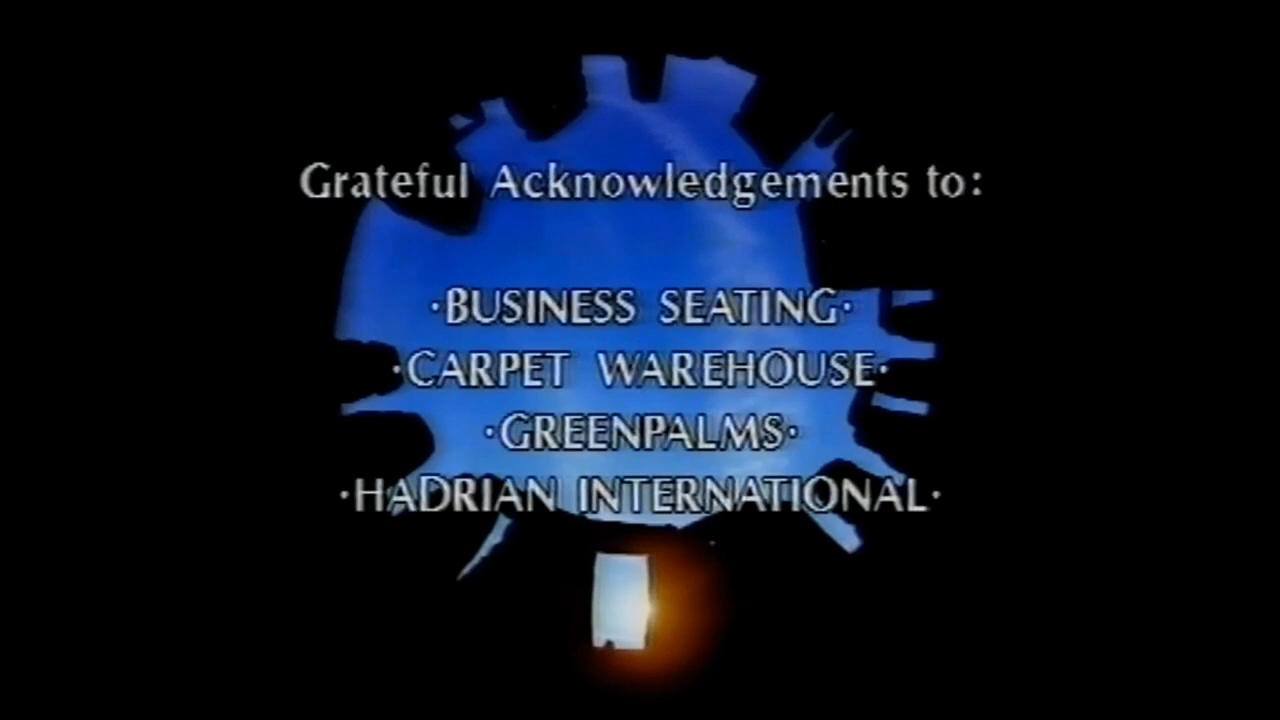 Grateful Acknowledgements to:
·BUSINESS SEATING·
·CARPET WAREHOUSE·
·GREENPALMS·
·HADRIAN INTERNATIONAL·